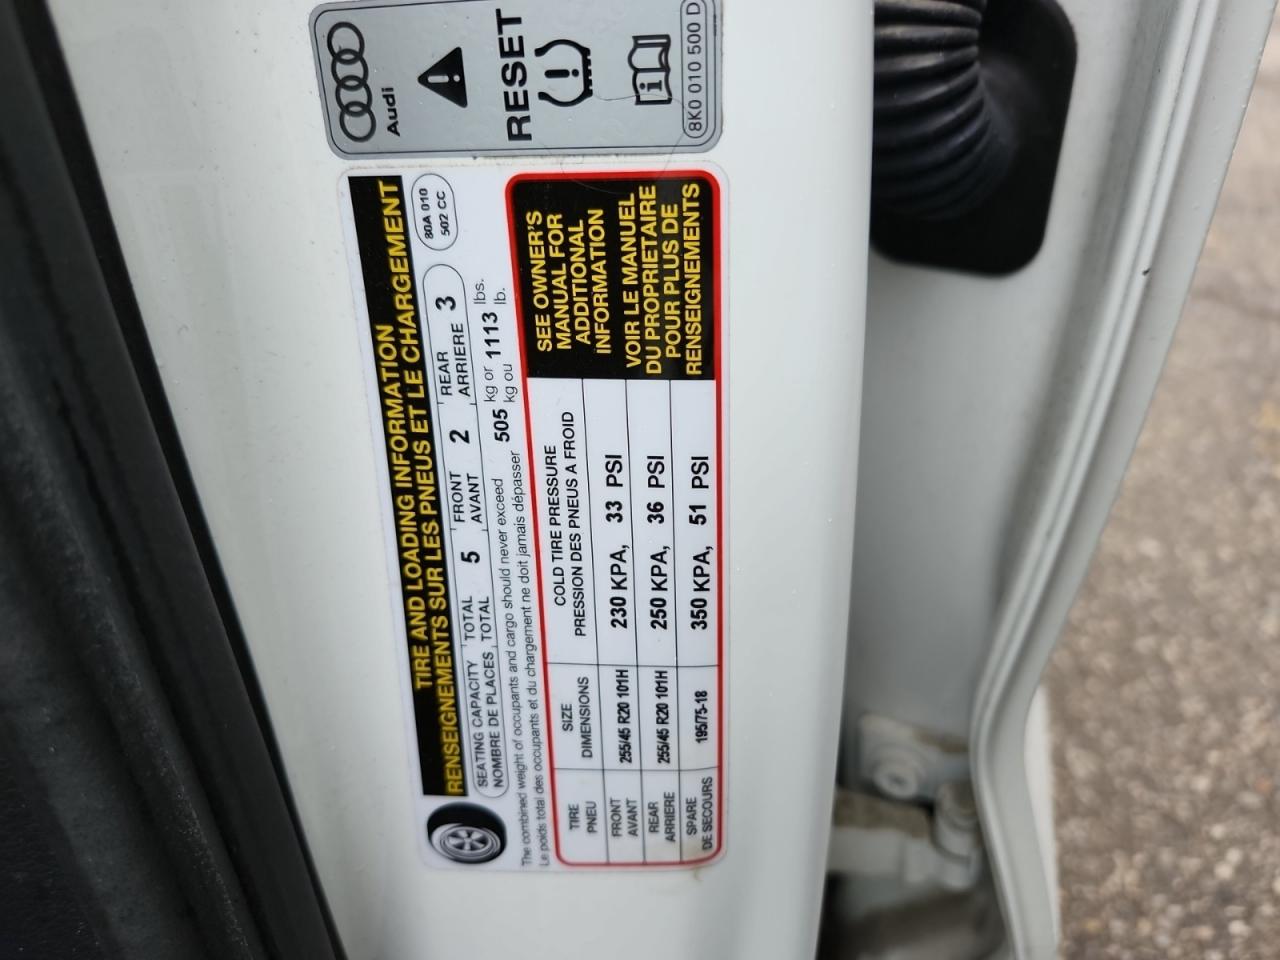 Audi
RESET
8K0 010 500 D
TIRE AND LOADING INFORMATION
RENSEIGNEMENTS SUR LES PNEUS ET LE CHARGEMENT
80A 010
502 CC
SEATING CAPACITY TOTAL 5 FRONT 2 REAR 3
NOMBRE DE PLACES TOTAL AVANT ARRIERE
The combined weight of occupants and cargo should never exceed 505 kg or 1113 lbs.
Le poids total des occupants et du chargement ne doit jamais dépasser kg ou lb.
TIRE SIZE COLD TIRE PRESSURE
PNEU DIMENSIONS PRESSION DES PNEUS A FROID
FRONT 255/45 R20 101H 230 KPA, 33 PSI
AVANT
REAR 255/45 R20 101H 250 KPA, 36 PSI
ARRIERE
SPARE 195/75-18 350 KPA, 51 PSI
DE SECOURS
SEE OWNER'S
MANUAL FOR
ADDITIONAL
INFORMATION
VOIR LE MANUEL
DU PROPRIETAIRE
POUR PLUS DE
RENSEIGNEMENTS